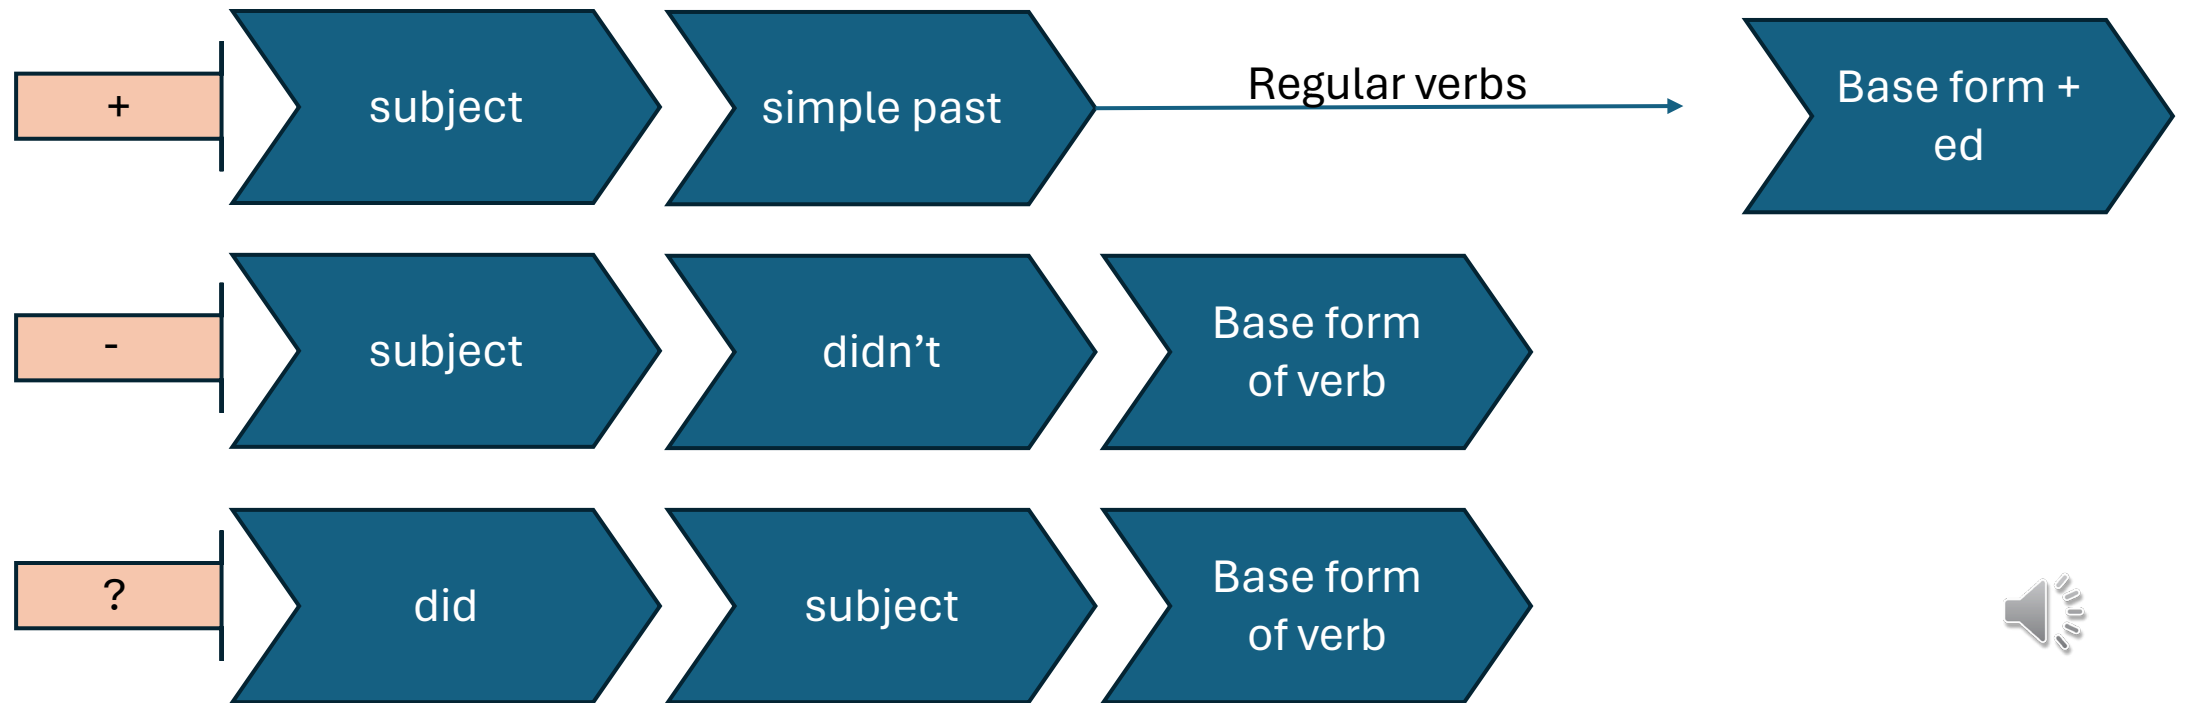 +
subject
simple past
Regular verbs
Base form +
ed
-
subject
didn’t
Base form
of verb
?
did
subject
Base form
of verb